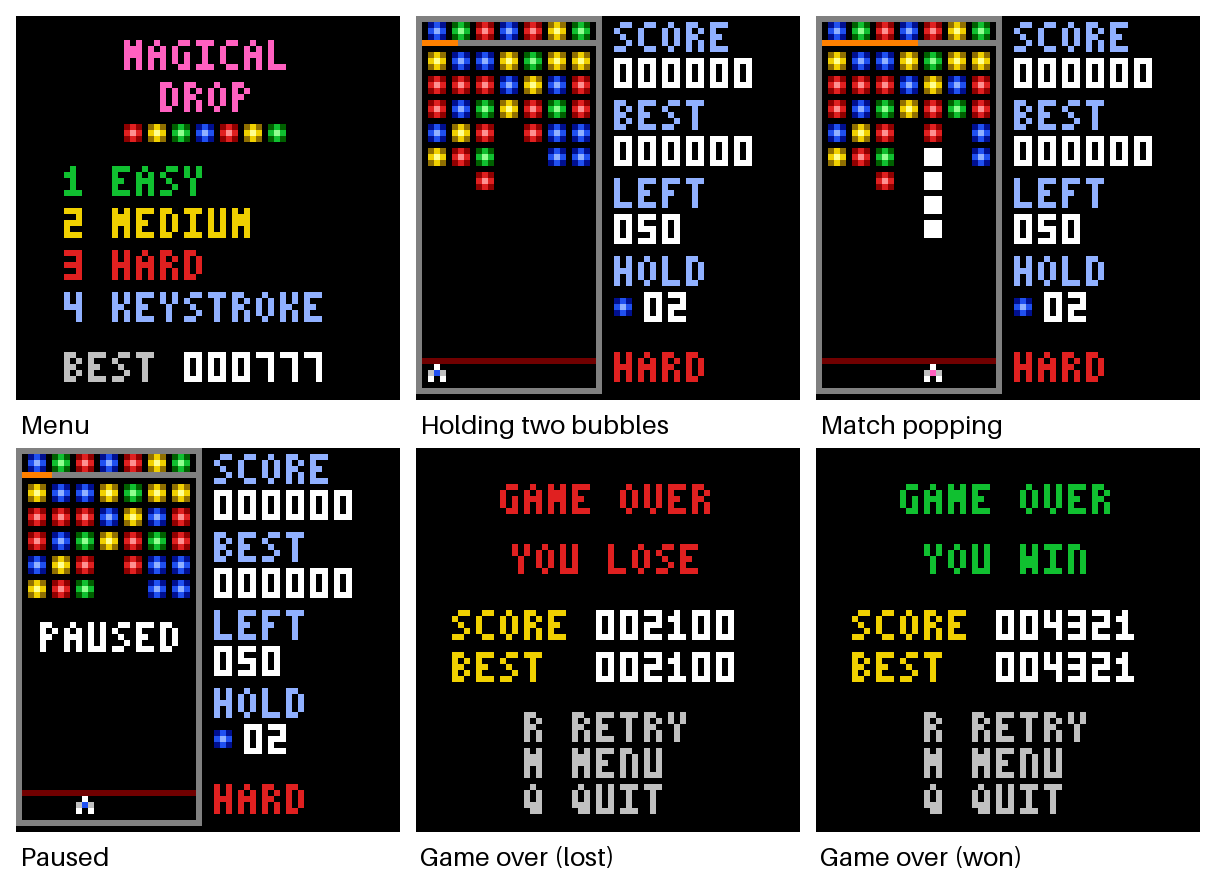 MAGICAL
DROP
1 EASY
2 MEDIUM
3 HARD
4 KEYSTROKE
BEST 000777
Menu
SCORE
000000
BEST
000000
LEFT
050
HOLD
02
HARD
Holding two bubbles
SCORE
000000
BEST
000000
LEFT
050
HOLD
02
HARD
Match popping
SCORE
000000
BEST
000000
LEFT
050
HOLD
02
HARD
PAUSED
Paused
GAME OVER
YOU LOSE
SCORE 002100
BEST 002100
R RETRY
M MENU
Q QUIT
Game over (lost)
GAME OVER
YOU WIN
SCORE 004321
BEST 004321
R RETRY
M MENU
Q QUIT
Game over (won)